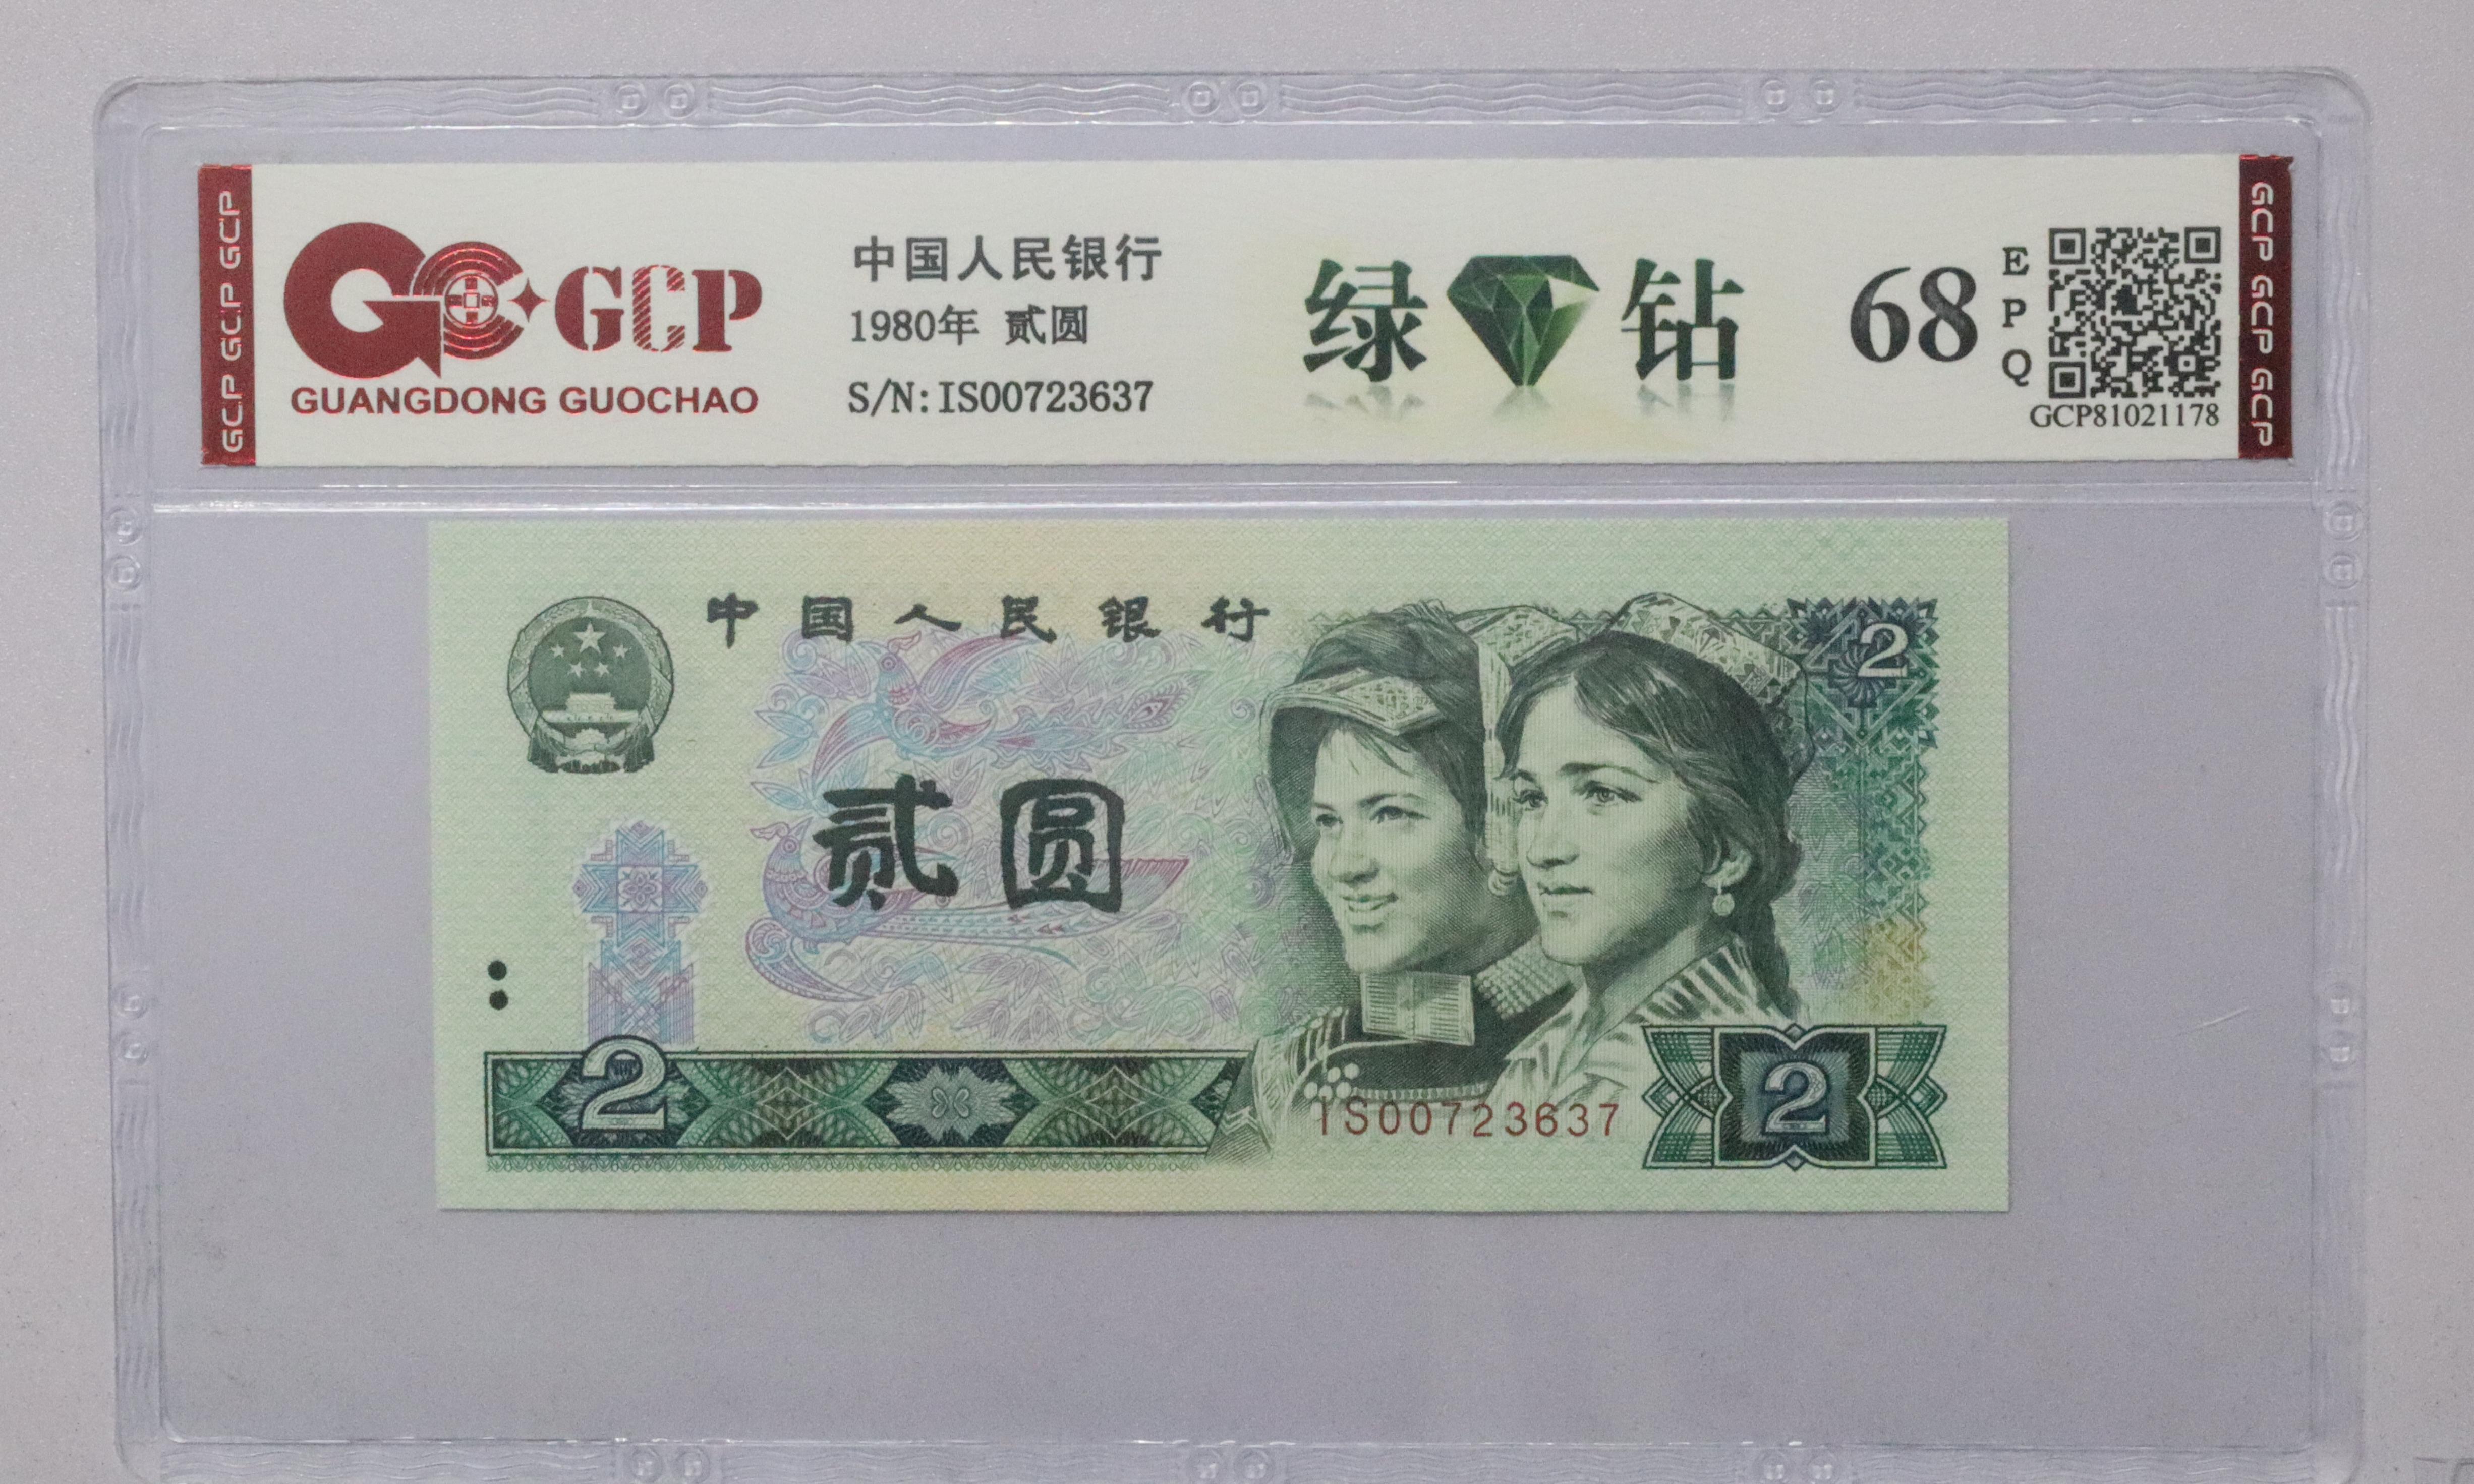 GCP GCP GCP
GCP
GUANGDONG GUOCHAO
中国人民银行
1980年 贰圆
S/N: IS00723637
绿钻
68
EPQ
GCP81021178
GCP GCP GCP
中国人民银行
2
贰圆
2
IS00723637
2